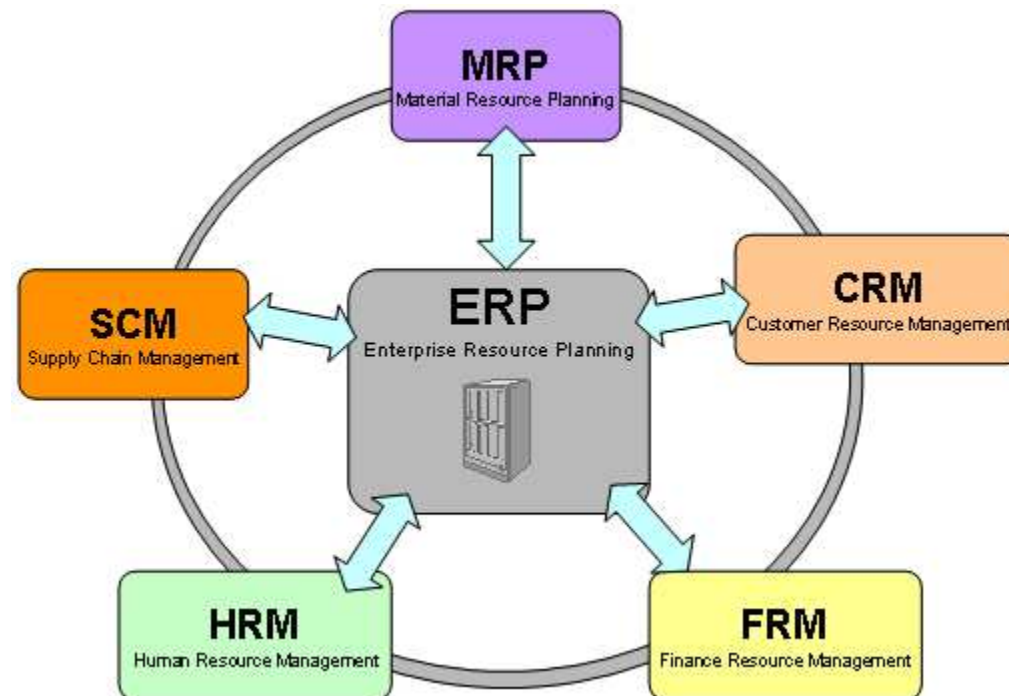 MRP
Material Resource Planning
CRM
Customer Resource Management
ERP
Enterprise Resource Planning
SCM
Supply Chain Management
HRM
Human Resource Management
FRM
Finance Resource Management